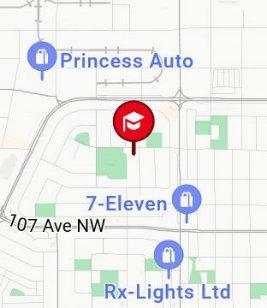 Princess Auto
7-Eleven
107 Ave NW
Rx-Lights Ltd